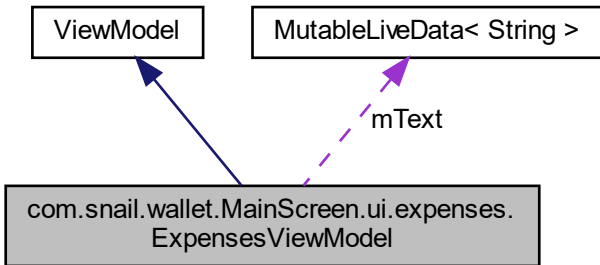 ViewModel
MutableLiveData< String >
mText
com.snail.wallet.MainScreen.ui.expenses.
ExpensesViewModel